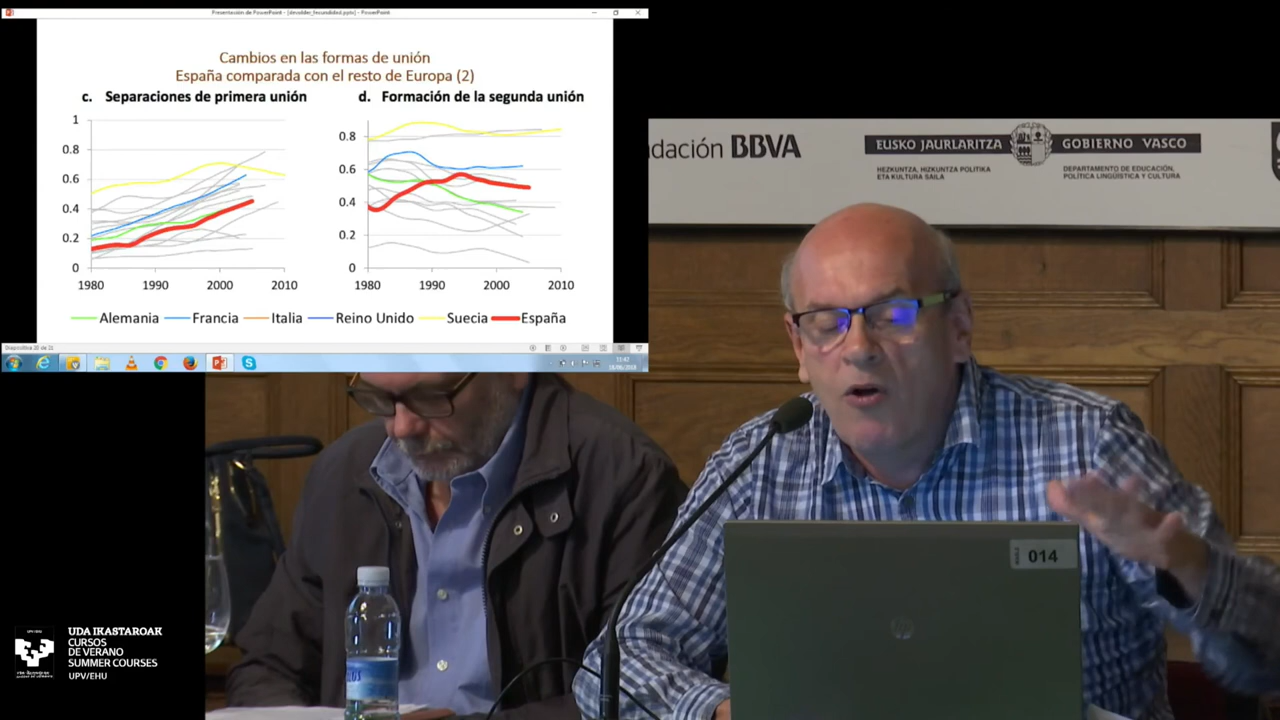 Presentación de PowerPoint - [devolder_fecundidad.pptx] - PowerPoint
Cambios en las formas de unión
España comparada con el resto de Europa (2)
c. Separaciones de primera unión
d. Formación de la segunda unión
1
0.8
0.6
0.4
0.2
0
1980 1990 2000 2010
0.8
0.6
0.4
0.2
0
1980 1990 2000 2010
Alemania Francia Italia Reino Unido Suecia España
11:47
dación BBVA
EUSKO JAURLARITZA GOBIERNO VASCO
HEZKUNTZA, HIZKUNTZA POLITIKA
ETA KULTURA SAILA
DEPARTAMENTO DE EDUCACIÓN,
POLÍTICA LINGÜÍSTICA Y CULTURA
014
UDA IKASTAROAK
CURSOS
DE VERANO
SUMMER COURSES
UPV/EHU